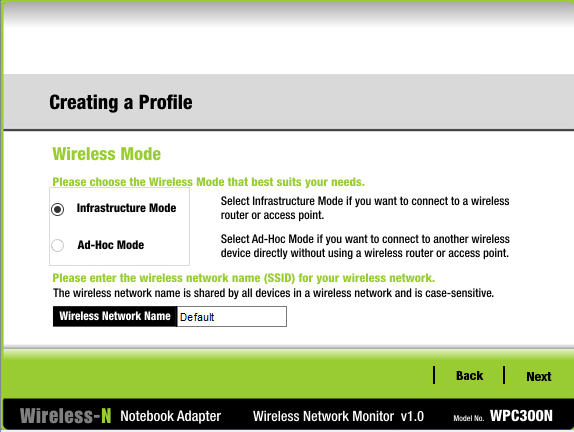 Creating a Profile
Wireless Mode
Please choose the Wireless Mode that best suits your needs.
Infrastructure Mode
Select Infrastructure Mode if you want to connect to a wireless
router or access point.
Ad-Hoc Mode
Select Ad-Hoc Mode if you want to connect to another wireless
device directly without using a wireless router or access point.
Please enter the wireless network name (SSID) for your wireless network.
The wireless network name is shared by all devices in a wireless network and is case-sensitive.
Wireless Network Name Default
Back Next
Wireless-N Notebook Adapter Wireless Network Monitor v1.0 Model No. WPC300N